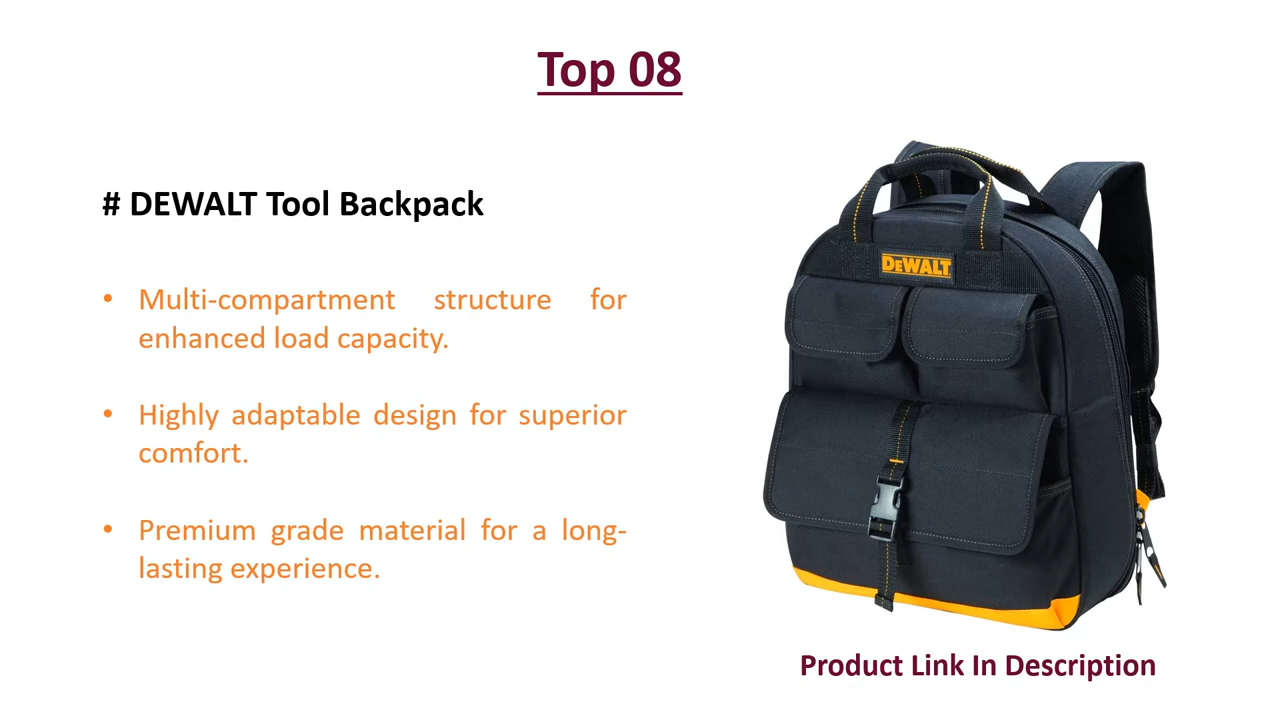 Top 08
# DEWALT Tool Backpack
• Multi-compartment structure for
enhanced load capacity.
• Highly adaptable design for superior
comfort.
• Premium grade material for a long-
lasting experience.
DEWALT
Product Link In Description